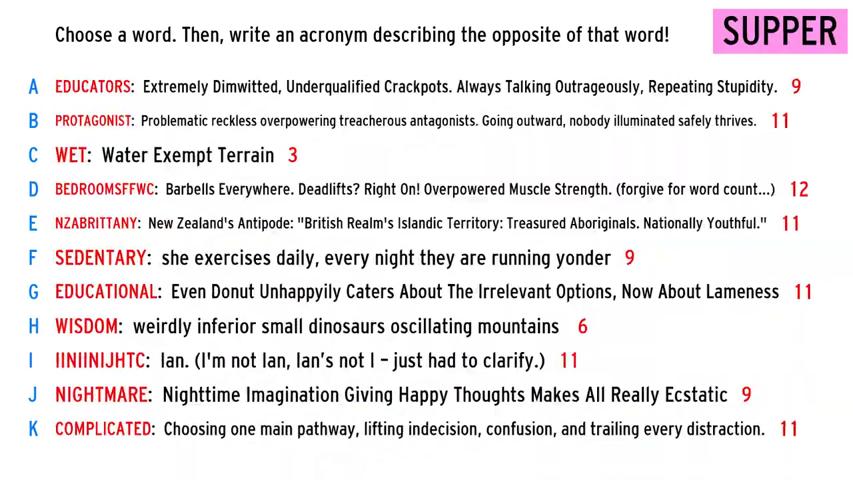 Choose a word. Then, write an acronym describing the opposite of that word!
SUPPER
A EDUCATORS: Extremely Dimwitted, Underqualified Crackpots. Always Talking Outrageously, Repeating Stupidity. 9
B PROTAGONIST: Problematic reckless overpowering treacherous antagonists. Going outward, nobody illuminated safely thrives. 11
C WET: Water Exempt Terrain 3
D BEDROOMSFFWC: Barbells Everywhere. Deadlifts? Right On! Overpowered Muscle Strength. (forgive for word count...) 12
E NZABRITTANY: New Zealand's Antipode: "British Realm's Islandic Territory: Treasured Aboriginals. Nationally Youthful." 11
F SEDENTARY: she exercises daily, every night they are running yonder 9
G EDUCATIONAL: Even Donut Unhappyily Caters About The Irrelevant Options, Now About Lameness 11
H WISDOM: weirdly inferior small dinosaurs oscillating mountains 6
I IINIINIJHTC: Ian. (I'm not Ian, Ian's not I – just had to clarify.) 11
J NIGHTMARE: Nighttime Imagination Giving Happy Thoughts Makes All Really Ecstatic 9
K COMPLICATED: Choosing one main pathway, lifting indecision, confusion, and trailing every distraction. 11